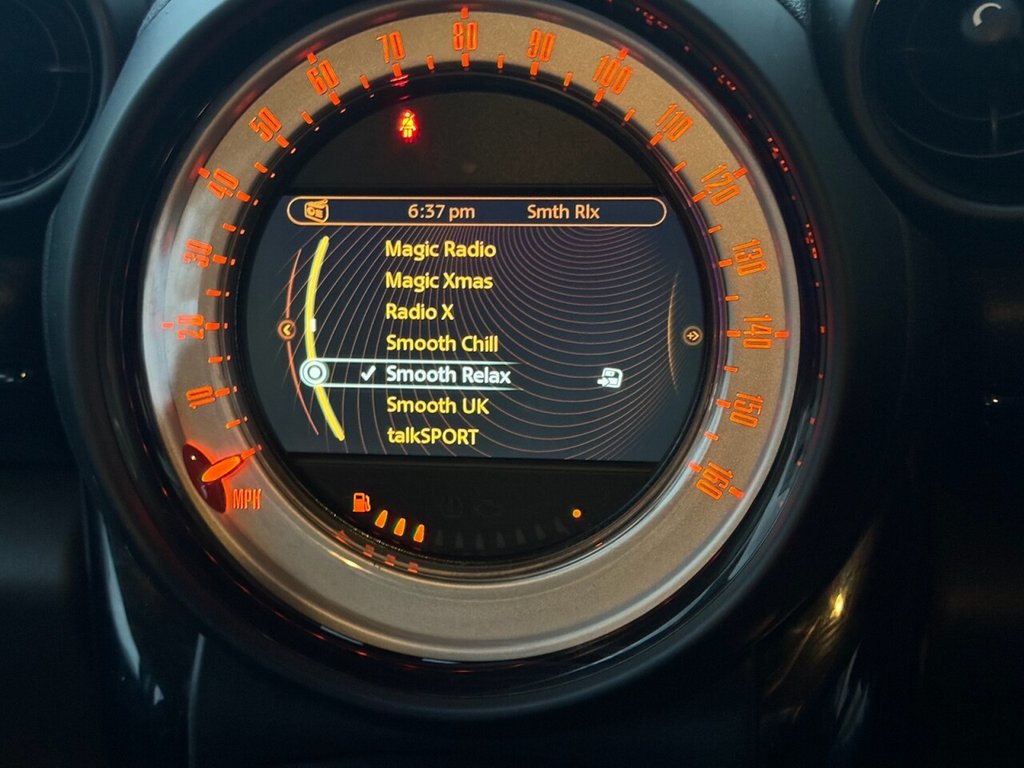 10
20
30
40
50
60
70
80
90
100
110
120
130
140
150
160
MPH
6:37 pm Smth Rlx
Magic Radio
Magic Xmas
Radio X
Smooth Chill
Smooth Relax
Smooth UK
talkSPORT